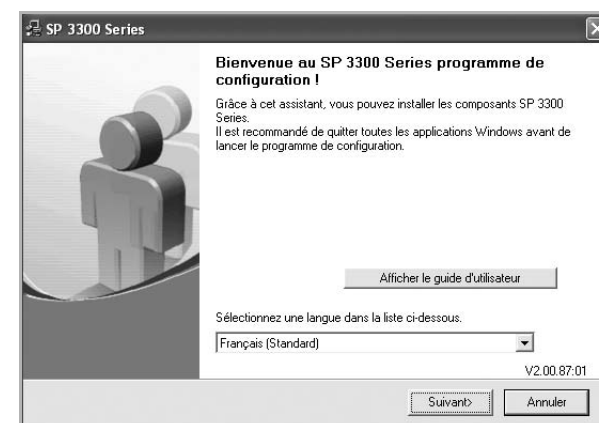 SP 3300 Series
Bienvenue au SP 3300 Series programme de
configuration !
Grâce à cet assistant, vous pouvez installer les composants SP 3300
Series.
Il est recommandé de quitter toutes les applications Windows avant de
lancer le programme de configuration.
Afficher le guide d'utilisateur
Sélectionnez une langue dans la liste ci-dessous.
Français (Standard)
V2.00.87:01
Suivant>
Annuler